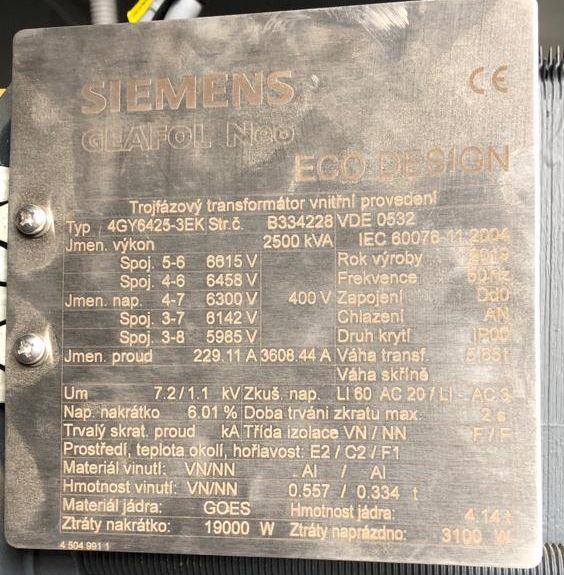 SIEMENS
CE
GEAFOL Neo
ECO DESIGN
Trojfázový transformátor vnitřní provedení
Typ 4GY6425-3EK Str.č. B334228 VDE 0532
Jmen. výkon 2500 kVA IEC 60076-11:2004
Spoj. 5-6 6615 V Rok výroby 2019
Spoj. 4-6 6458 V Frekvence 50 Hz
Jmen. nap. 4-7 6300 V 400 V Zapojení Dd0
Spoj. 3-7 6142 V Chlazení AN
Spoj. 3-8 5985 V Druh krytí IP00
Jmen. proud 229.11 A 3608.44 A Váha transf.
Váha skříně
Um 7.2 / 1.1 kV Zkuš. nap. LI 60 AC 20 / LI - AC 3
Nap. nakrátko 6.01 % Doba trváni zkratu max. 2 s
Trvalý skrat. proud kA Třída izolace VN / NN F / F
Prostředí, teplota okolí, hořlavost: E2 / C2 / F1
Materiál vinutí: VN/NN Al / Al
Hmotnost vinutí: VN/NN 0.557 / 0.334 t
Materiál jádra: GOES Hmotnost jádra: 4.14 t
Ztráty nakrátko: 19000 W Ztráty naprázdno: 3100 W
4 504 991 1